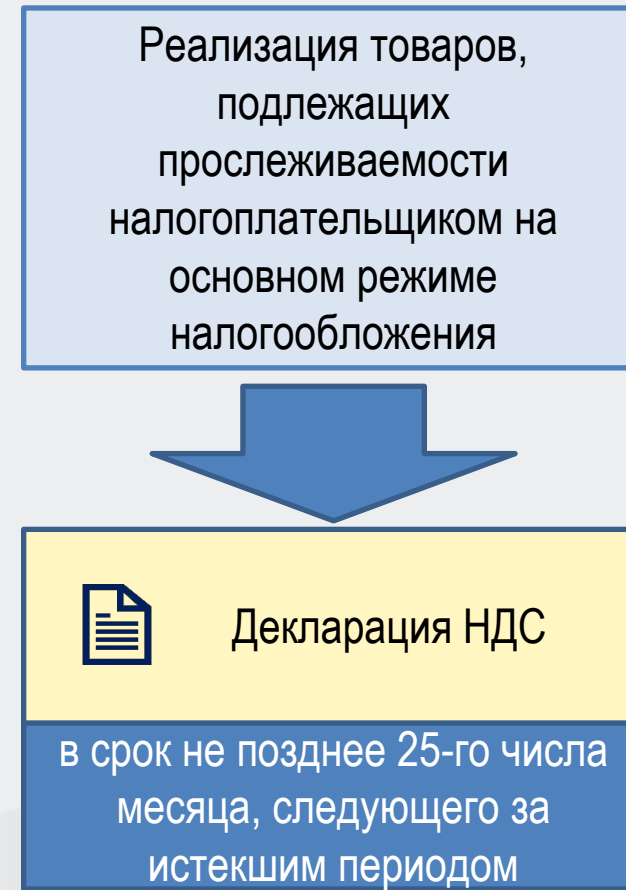 Реализация товаров,
подлежащих
прослеживаемости
налогоплательщиком на
основном режиме
налогообложения
Декларация НДС
в срок не позднее 25-го числа
месяца, следующего за
истекшим периодом